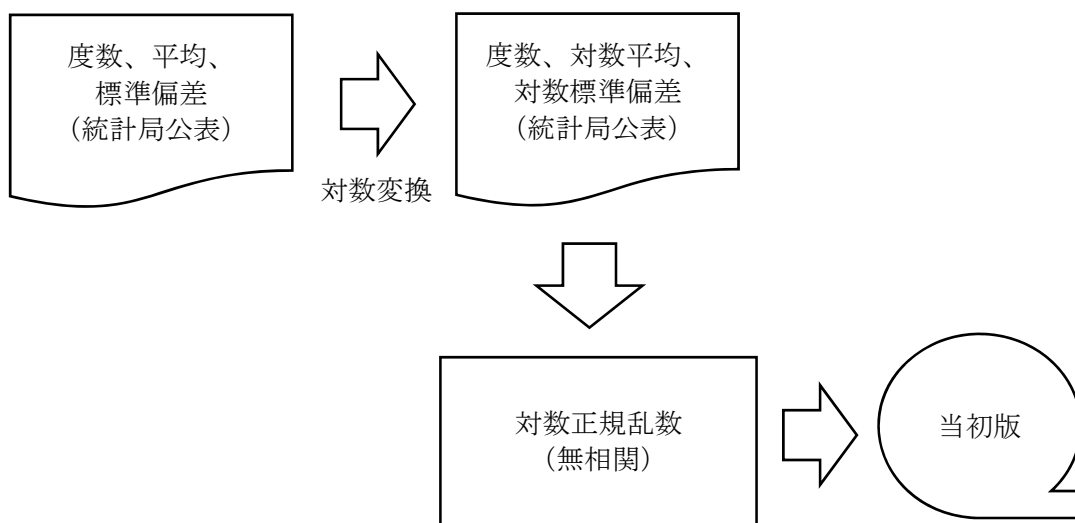 度数、平均、
標準偏差
（統計局公表）
対数変換
度数、対数平均、
対数標準偏差
（統計局公表）
対数正規乱数
（無相関）
当初版